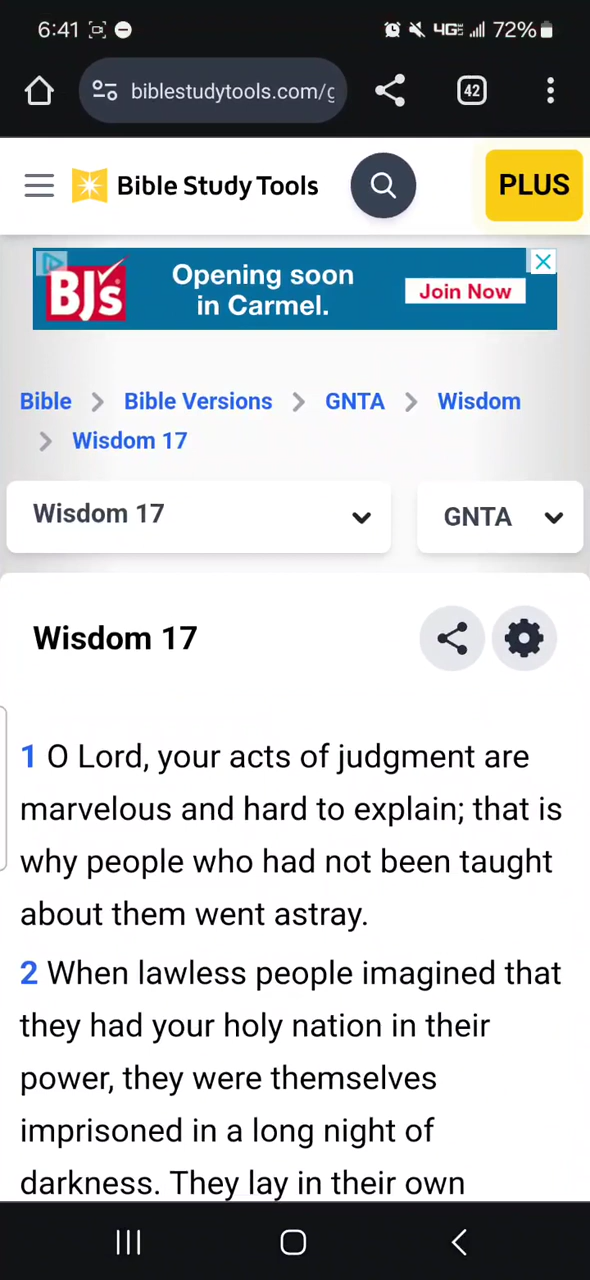 6:41 4GE 72%
biblestudytools.com/g 42
Bible Study Tools PLUS
BJ's Opening soon
in Carmel. Join Now
Bible > Bible Versions > GNTA > Wisdom
> Wisdom 17
Wisdom 17 GNTA
Wisdom 17
1 O Lord, your acts of judgment are
marvelous and hard to explain; that is
why people who had not been taught
about them went astray.
2 When lawless people imagined that
they had your holy nation in their
power, they were themselves
imprisoned in a long night of
darkness. They lay in their own